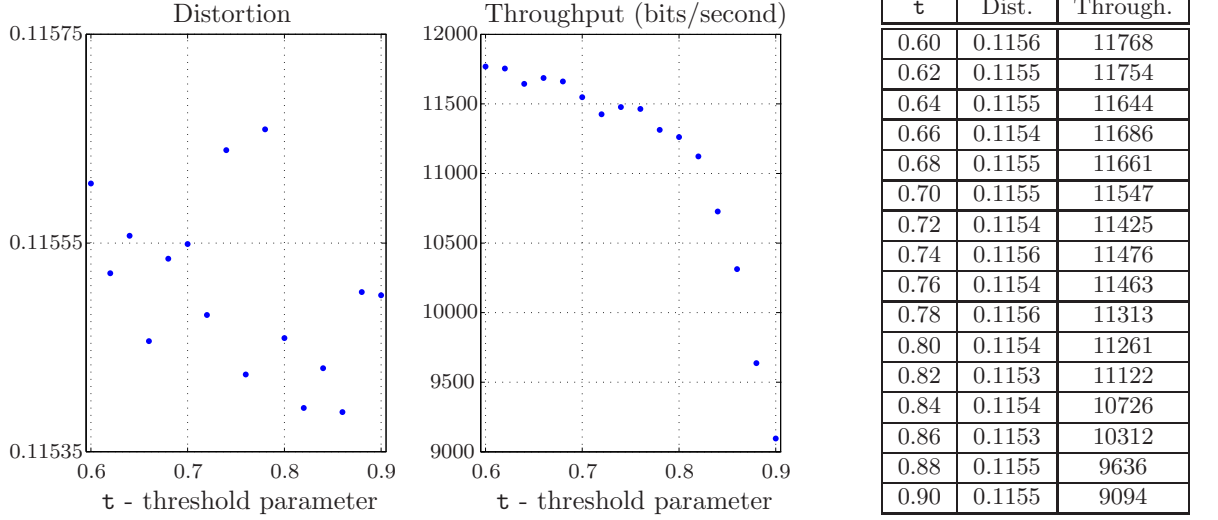 Distortion
0.11575
0.11555
0.11535
0.6 0.7 0.8 0.9
t - threshold parameter
Throughput (bits/second)
12000
11500
11000
10500
10000
9500
9000
0.6 0.7 0.8 0.9
t - threshold parameter
t Dist. Through.
0.60 0.1156 11768
0.62 0.1155 11754
0.64 0.1155 11644
0.66 0.1154 11686
0.68 0.1155 11661
0.70 0.1155 11547
0.72 0.1154 11425
0.74 0.1156 11476
0.76 0.1154 11463
0.78 0.1156 11313
0.80 0.1154 11261
0.82 0.1153 11122
0.84 0.1154 10726
0.86 0.1153 10312
0.88 0.1155 9636
0.90 0.1155 9094